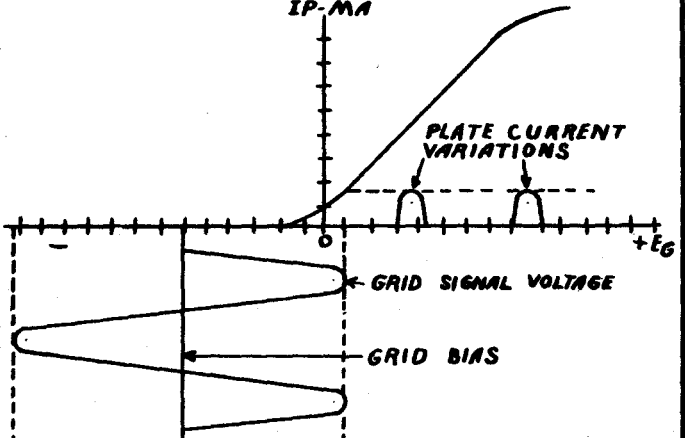 IP-MA
PLATE CURRENT
VARIATIONS
-
0
+EG
GRID SIGNAL VOLTAGE
GRID BIAS